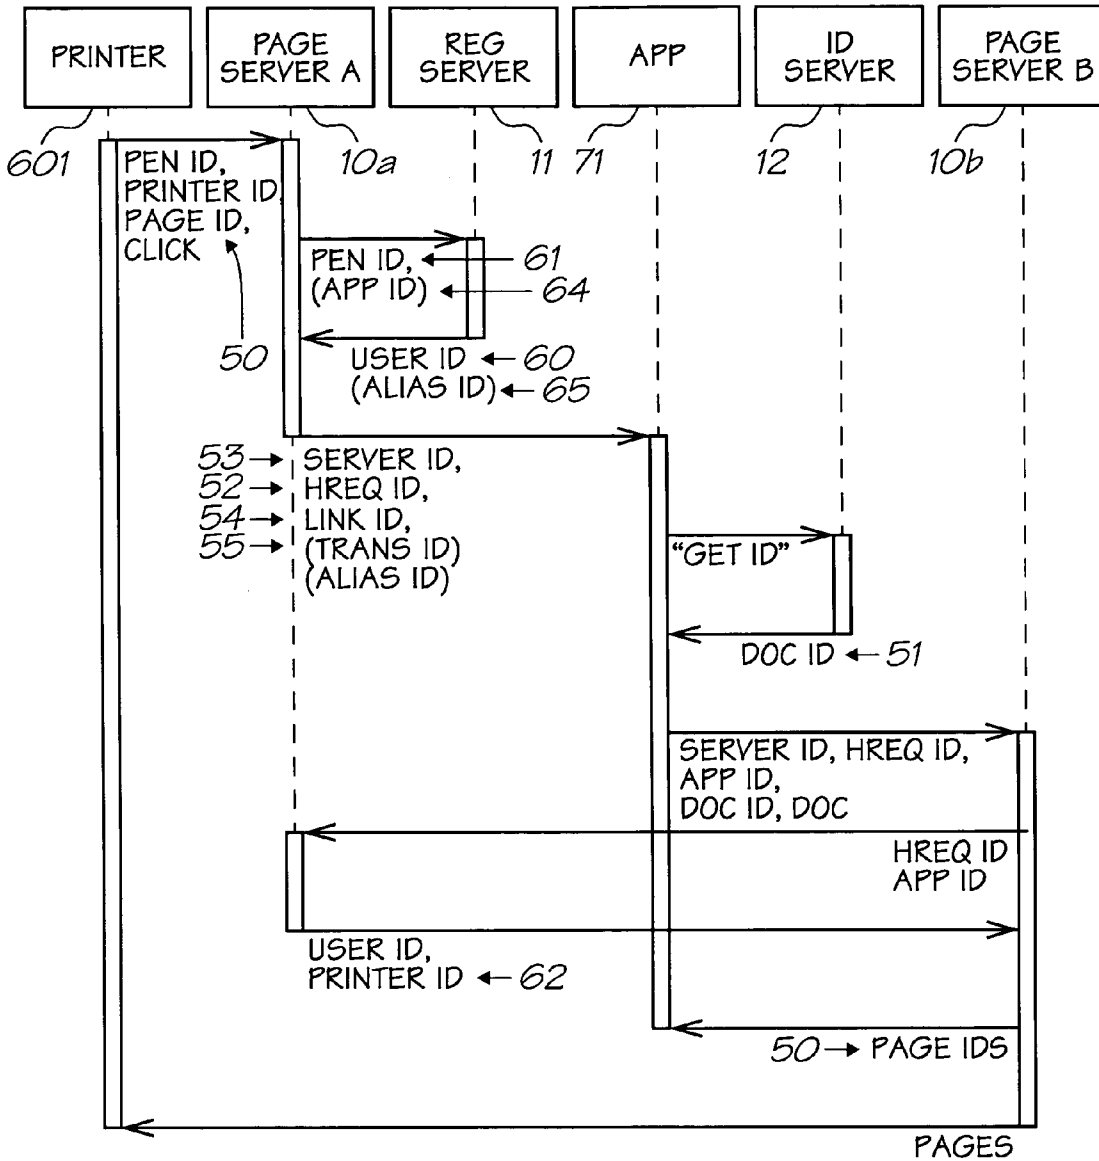 PRINTER
PAGE
SERVER A
REG
SERVER
APP
ID
SERVER
PAGE
SERVER B
601
10a
11
71
12
10b
PEN ID,
PRINTER ID,
PAGE ID,
CLICK
50
PEN ID,
61
(APP ID)
64
USER ID
60
(ALIAS ID)
65
53
SERVER ID,
52
HREQ ID,
54
LINK ID,
55
(TRANS ID)
(ALIAS ID)
"GET ID"
DOC ID
51
SERVER ID, HREQ ID,
APP ID,
DOC ID, DOC
HREQ ID
APP ID
USER ID,
PRINTER ID
62
50
PAGE IDS
PAGES